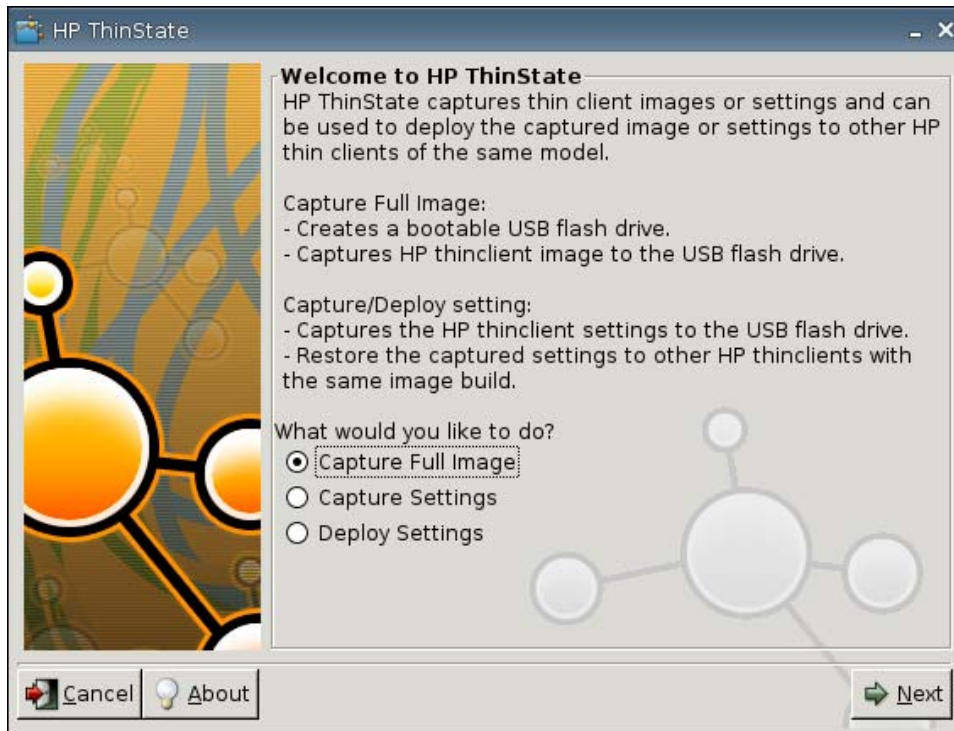 HP ThinState
Welcome to HP ThinState
HP ThinState captures thin client images or settings and can
be used to deploy the captured image or settings to other HP
thin clients of the same model.
Capture Full Image:
- Creates a bootable USB flash drive.
- Captures HP thinclient image to the USB flash drive.
Capture/Deploy setting:
- Captures the HP thinclient settings to the USB flash drive.
- Restore the captured settings to other HP thinclients with
the same image build.
What would you like to do?
Capture Full Image
Capture Settings
Deploy Settings
Cancel About Next